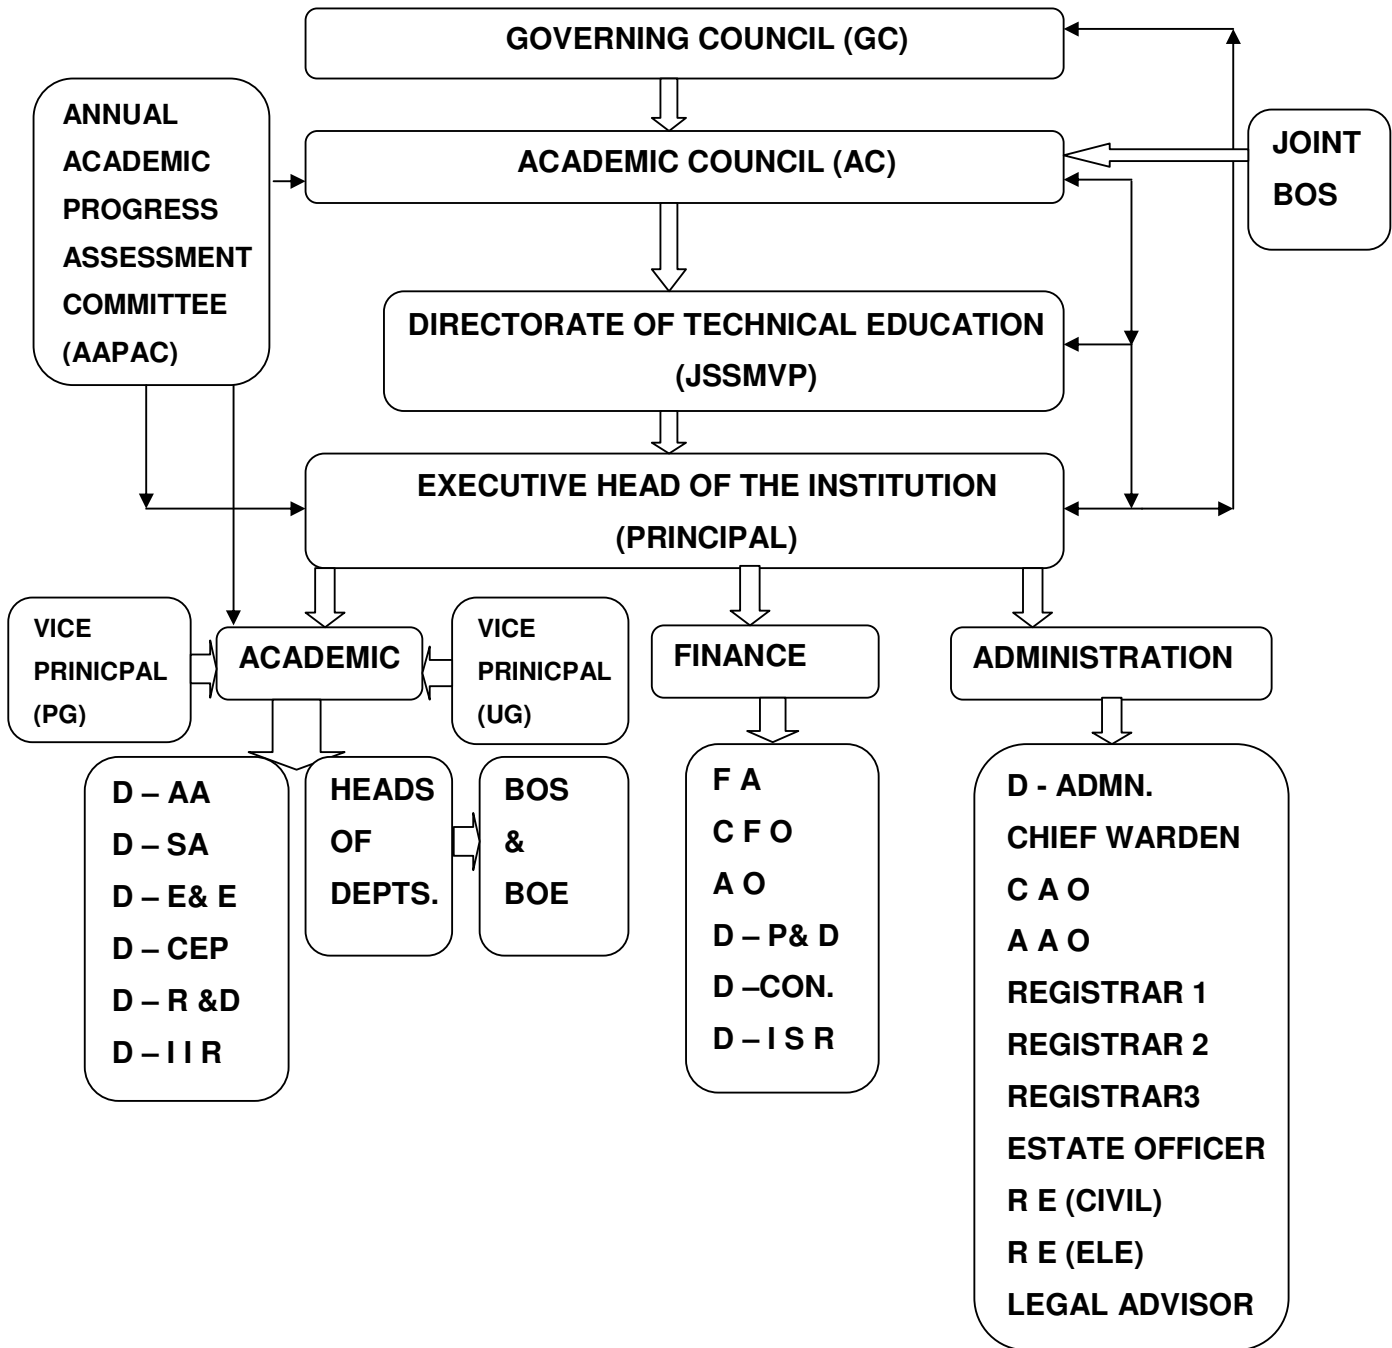 GOVERNING COUNCIL (GC)
ANNUAL
ACADEMIC
PROGRESS
ASSESSMENT
COMMITTEE
(AAPAC)
ACADEMIC COUNCIL (AC)
JOINT
BOS
DIRECTORATE OF TECHNICAL EDUCATION
(JSSMVP)
EXECUTIVE HEAD OF THE INSTITUTION
(PRINCIPAL)
VICE
PRINICPAL
(PG)
ACADEMIC
VICE
PRINICPAL
(UG)
FINANCE
ADMINISTRATION
D – AA
D – SA
D – E& E
D – CEP
D – R &D
D – I I R
HEADS
OF
DEPTS.
BOS
&
BOE
F A
C F O
A O
D – P& D
D –CON.
D – I S R
D - ADMN.
CHIEF WARDEN
C A O
A A O
REGISTRAR 1
REGISTRAR 2
REGISTRAR3
ESTATE OFFICER
R E (CIVIL)
R E (ELE)
LEGAL ADVISOR